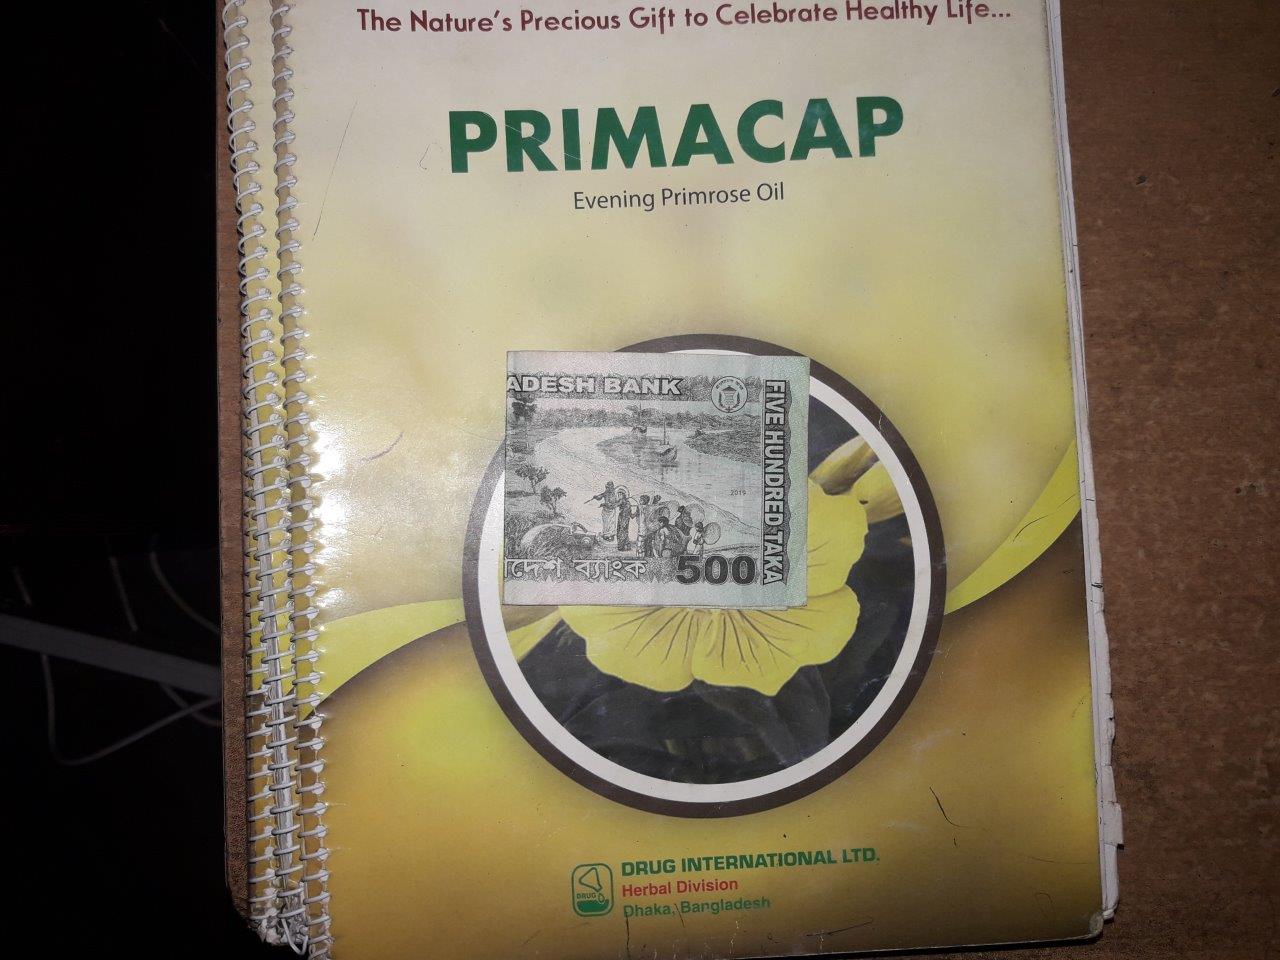 The Nature's Precious Gift to Celebrate Healthy Life...
PRIMACAP
Evening Primrose Oil
ADESH BANK
FIVE HUNDRED TAKA
2019
দেশ ব্যাংক
500
DRUG INTERNATIONAL LTD.
Herbal Division
Dhaka, Bangladesh
DRUG